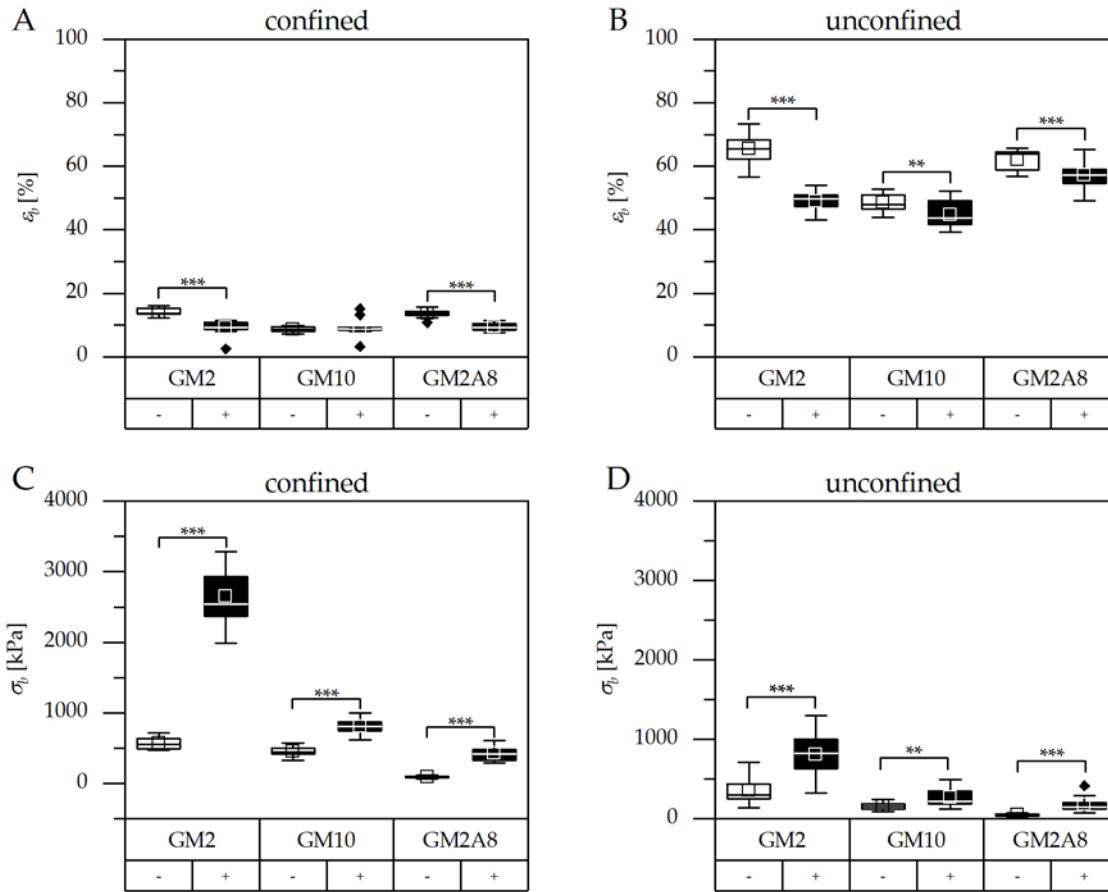 A confined
100
80
60
40
20
0
εb [%]
***
***
GM2 GM10 GM2A8
- + - + - +
B unconfined
100
80
60
40
20
0
εb [%]
***
**
***
GM2 GM10 GM2A8
- + - + - +
C confined
4000
3000
2000
1000
0
σb [kPa]
***
***
***
GM2 GM10 GM2A8
- + - + - +
D unconfined
4000
3000
2000
1000
0
σb [kPa]
***
**
***
GM2 GM10 GM2A8
- + - + - +